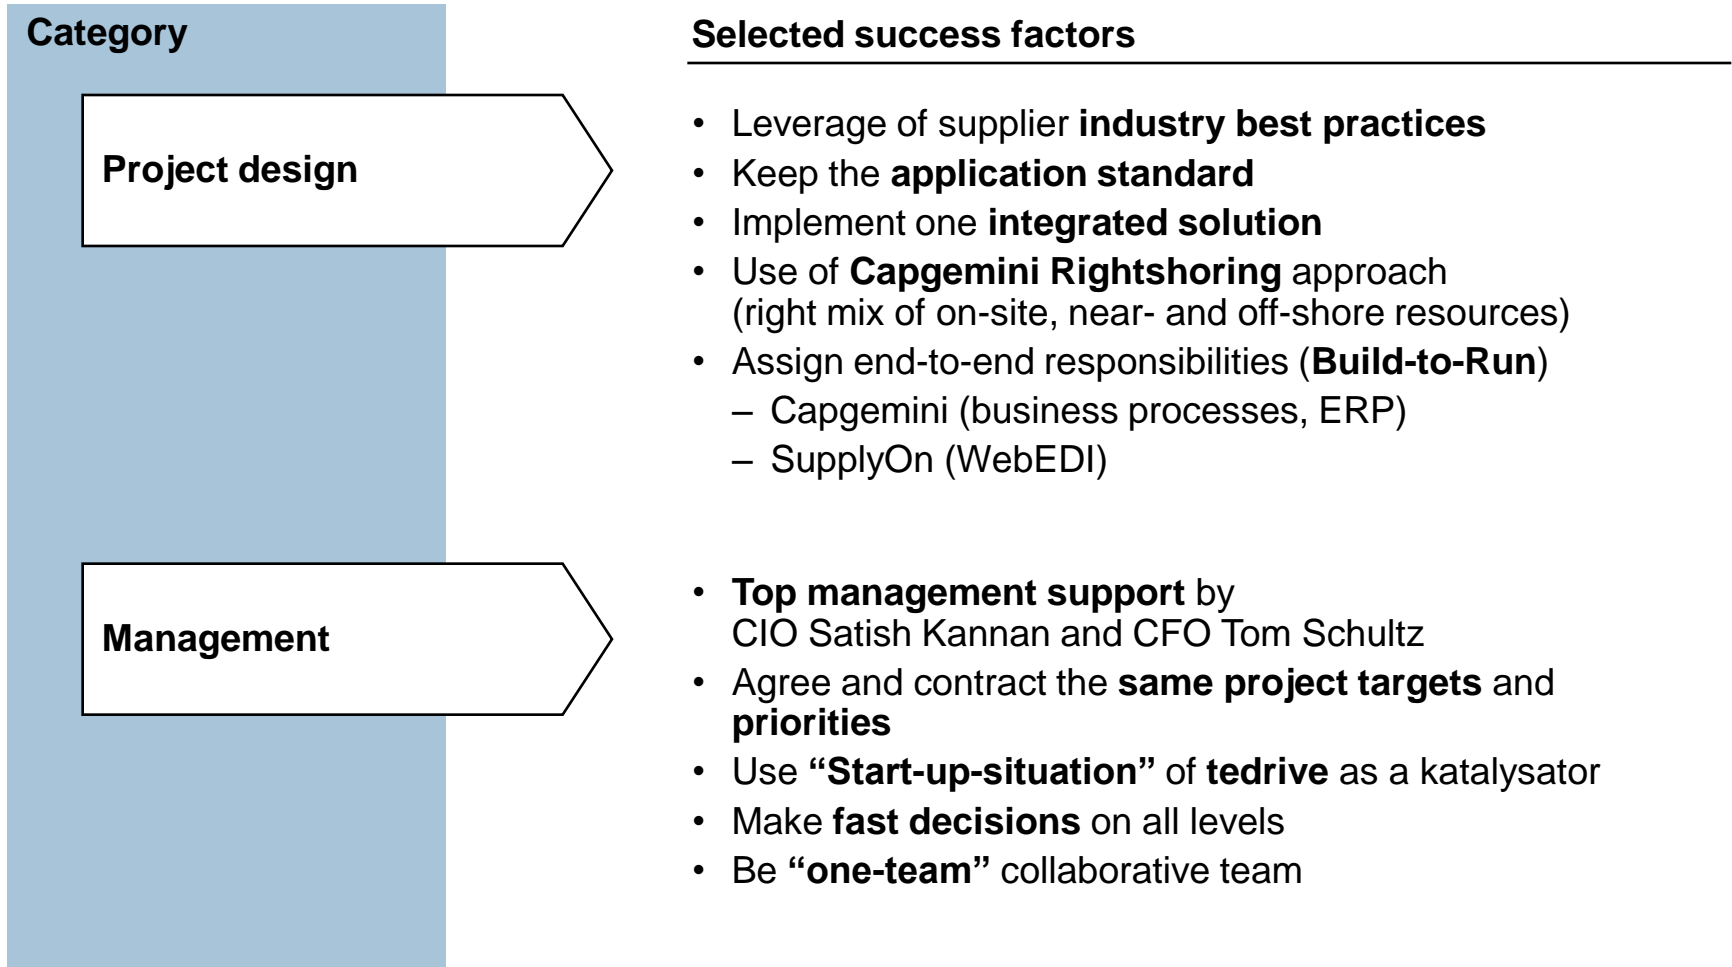 Category
Selected success factors
Project design
• Leverage of supplier industry best practices
• Keep the application standard
• Implement one integrated solution
• Use of Capgemini Rightshoring approach
(right mix of on-site, near- and off-shore resources)
• Assign end-to-end responsibilities (Build-to-Run)
– Capgemini (business processes, ERP)
– SupplyOn (WebEDI)
Management
• Top management support by
CIO Satish Kannan and CFO Tom Schultz
• Agree and contract the same project targets and
priorities
• Use “Start-up-situation” of tedrive as a katalysator
• Make fast decisions on all levels
• Be “one-team” collaborative team